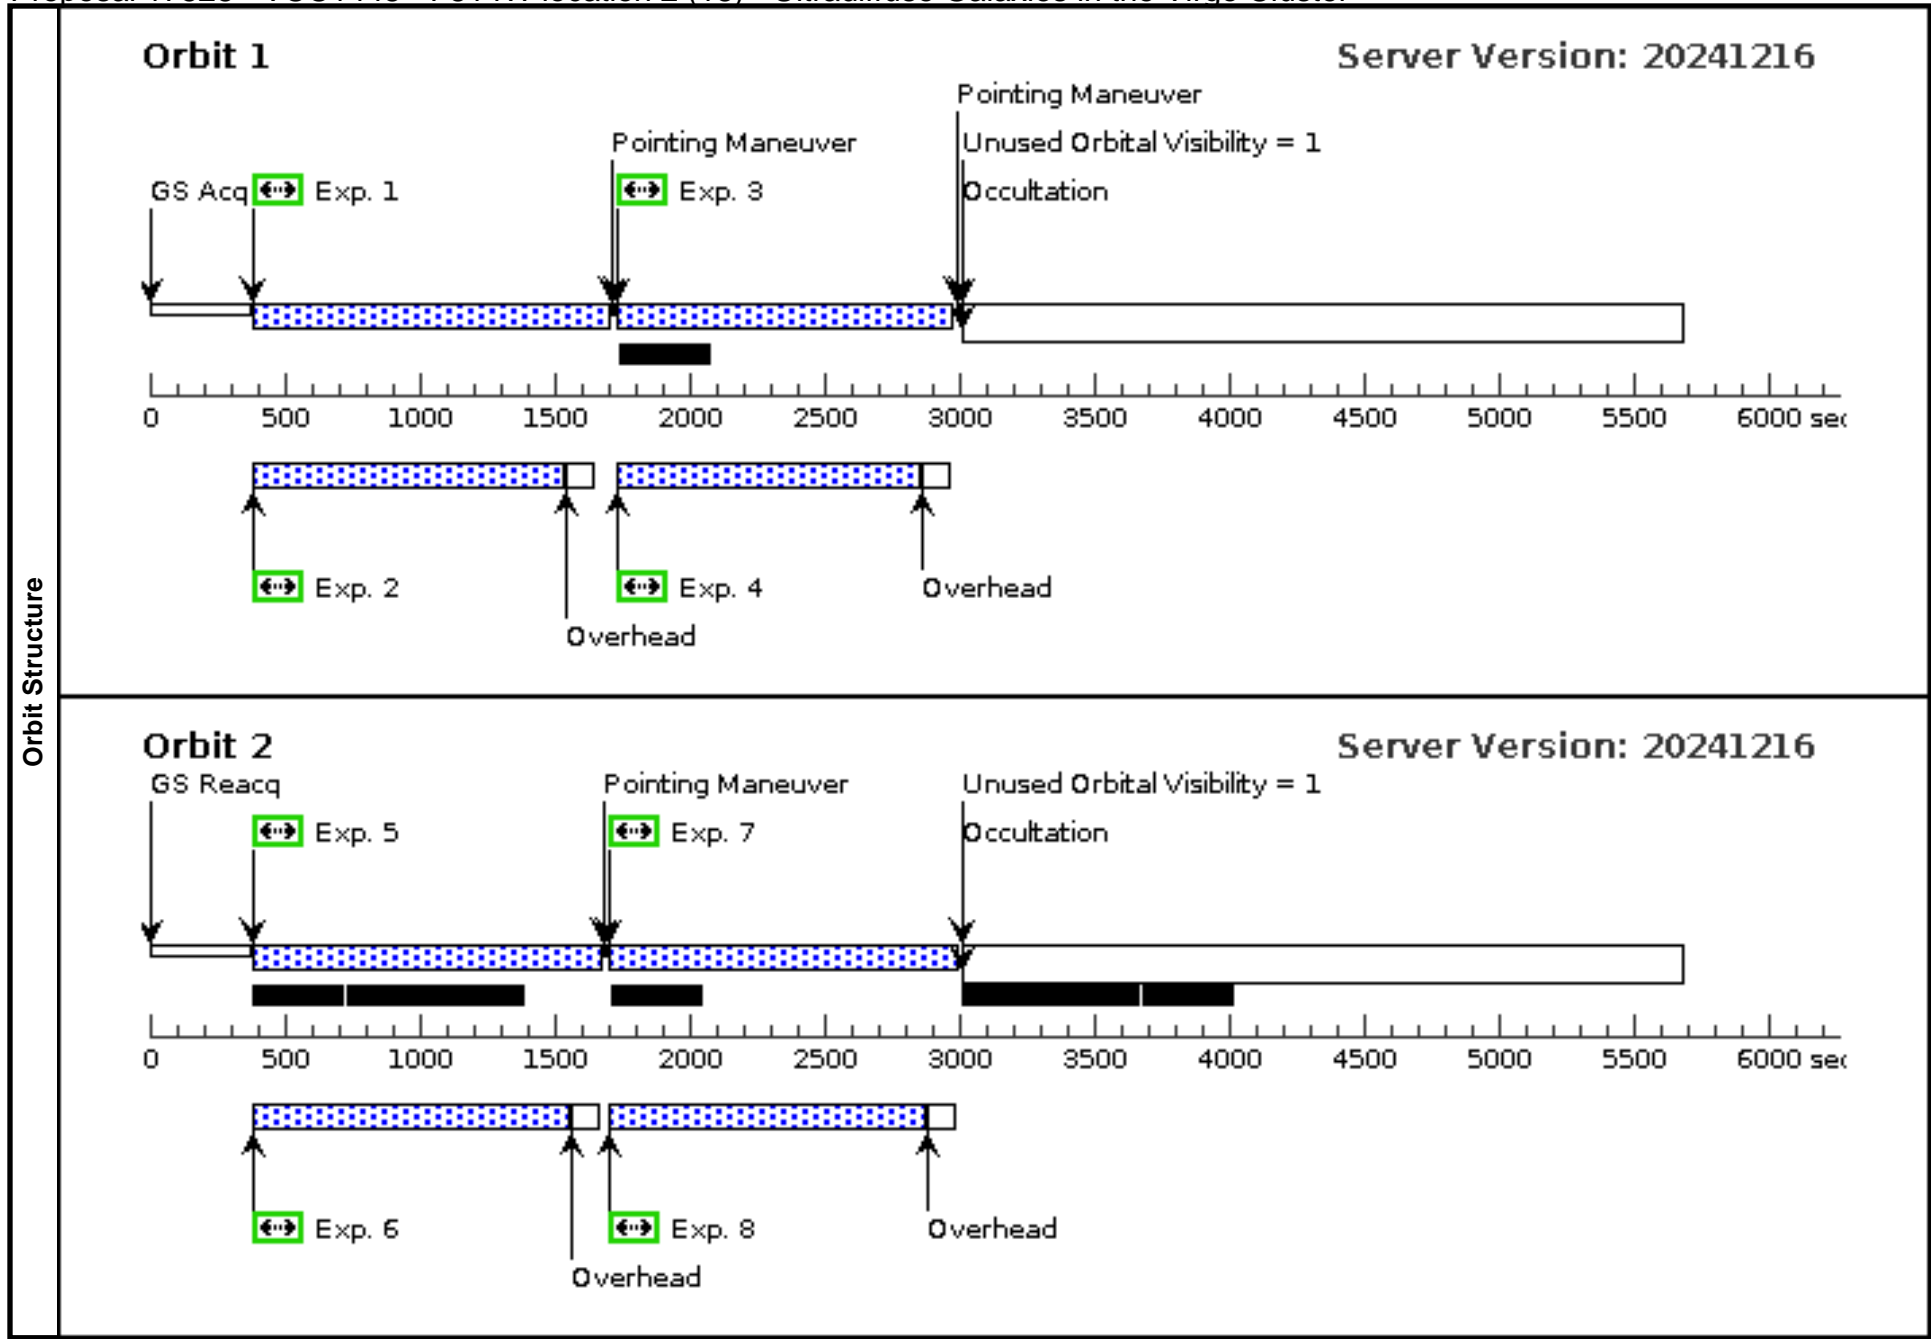 Orbit Structure
Orbit 1
Server Version: 20241216
Pointing Maneuver
Pointing Maneuver
Unused Orbital Visibility = 1
GS Acq
Exp. 1
Exp. 3
Occultation
0 500 1000 1500 2000 2500 3000 3500 4000 4500 5000 5500 6000 sec
Exp. 2
Exp. 4
Overhead
Overhead
Orbit 2
Server Version: 20241216
GS Reacq
Pointing Maneuver
Unused Orbital Visibility = 1
Exp. 5
Exp. 7
Occultation
0 500 1000 1500 2000 2500 3000 3500 4000 4500 5000 5500 6000 sec
Exp. 6
Exp. 8
Overhead
Overhead